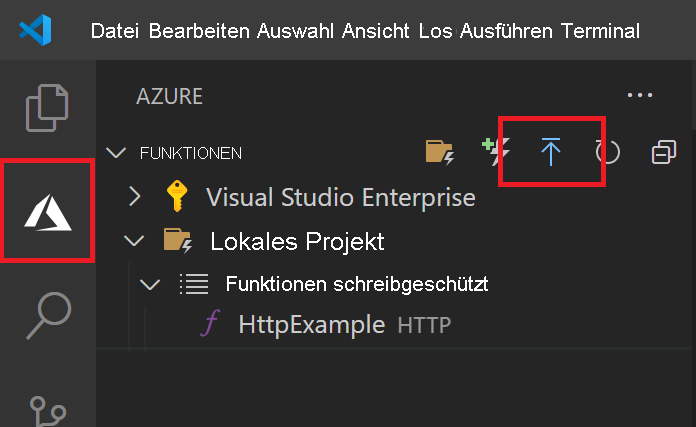 Datei Bearbeiten Auswahl Ansicht Los Ausführen Terminal
AZURE
FUNKTIONEN
Visual Studio Enterprise
Lokales Projekt
Funktionen schreibgeschützt
HttpExample HTTP